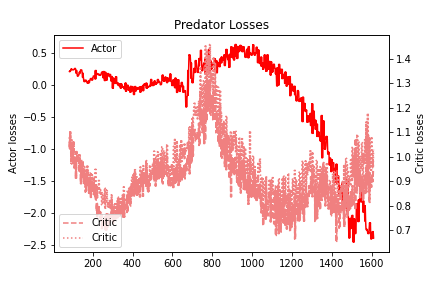 Predator Losses
Actor
Critic
Critic
Actor losses
Critic losses
0.5
0.0
−0.5
−1.0
−1.5
−2.0
−2.5
1.4
1.3
1.2
1.1
1.0
0.9
0.8
0.7
200 400 600 800 1000 1200 1400 1600